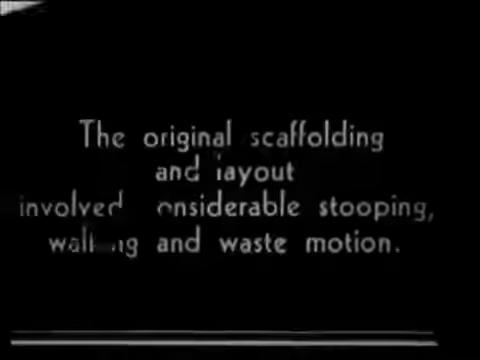 The original scaffolding
and layout
involved considerable stooping,
walking and waste motion.